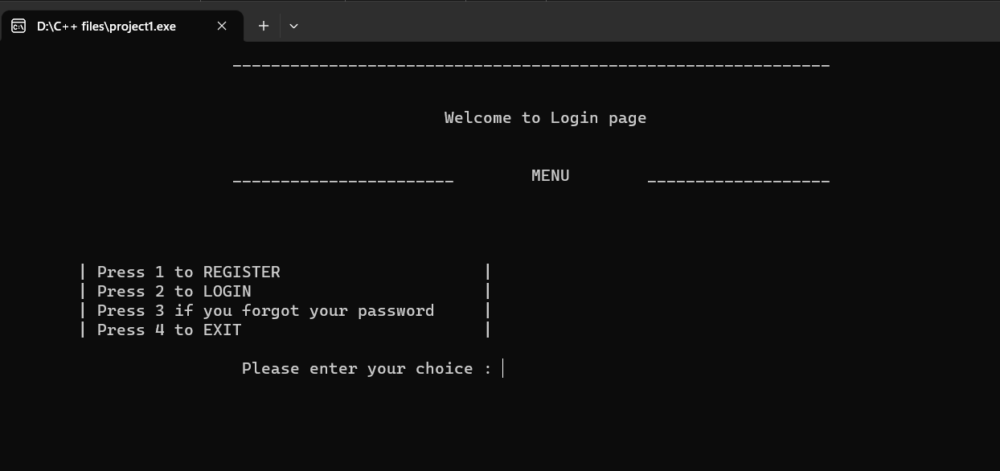 D:\C++ files\project1.exe
Welcome to Login page
MENU
| Press 1 to REGISTER |
| Press 2 to LOGIN |
| Press 3 if you forgot your password |
| Press 4 to EXIT |
Please enter your choice :